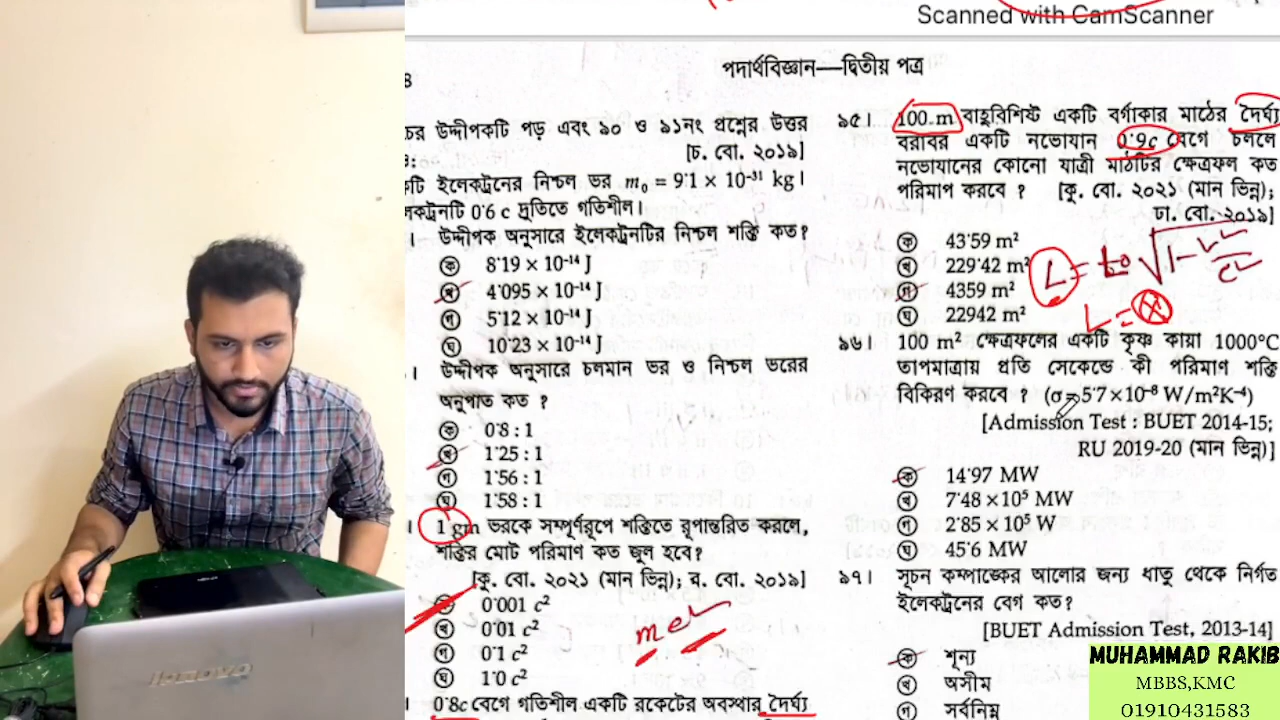 Scanned with CamScanner
পদার্থবিজ্ঞান—দ্বিতীয় পত্র
উদ্দীপকটি পড় এবং ৯০ ও ৯১নং প্রশ্নের উত্তর
[চ. বো. ২০১৯]
ইলেকট্রনের নিশ্চল ভর m₀ = 9·1 × 10⁻³¹ kg।
0·6 c দ্রুতিতে গতিশীল।
উদ্দীপক অনুসারে ইলেকট্রনটির নিশ্চল শক্তি কত?
ক 8·19 × 10⁻¹⁴ J
খ 4·095 × 10⁻¹⁴ J
গ 5·12 × 10⁻¹⁴ J
ঘ 10·23 × 10⁻¹⁴ J
উদ্দীপক অনুসারে চলমান ভর ও নিশ্চল ভরের
অনুপাত কত ?
ক 0·8 : 1
খ 1·25 : 1
গ 1·56 : 1
ঘ 1·58 : 1
1 gm ভরকে সম্পূর্ণরূপে শক্তিতে রূপান্তরিত করলে,
শক্তির মোট পরিমাণ কত জুল হবে?
[কু. বো. ২০২১ (মান ভিন্ন); ব. বো. ২০১৯]
0·001 c²
খ 0·01 c²
গ 0·1 c²
ঘ 1·0 c²
0·8c বেগে গতিশীল একটি রকেটের অবস্থার দৈর্ঘ্য
৯৫। 100 m বাহুবিশিষ্ট একটি বর্গাকার মাঠের দৈর্ঘ্য
বরাবর একটি নভোযান 0·9c বেগে চললে
নভোযানের কোনো যাত্রী মাঠটির ক্ষেত্রফল কত
পরিমাপ করবে ? [কু. বো. ২০২১ (মান ভিন্ন);
ঢা. বো. ২০১৯]
ক 43·59 m²
খ 229·42 m²
গ 4359 m²
ঘ 22942 m²
৯৬। 100 m² ক্ষেত্রফলের একটি কৃষ্ণ কায়া 1000°C
তাপমাত্রায় প্রতি সেকেন্ডে কী পরিমাণ শক্তি
বিকিরণ করবে ? (σ = 5·7 × 10⁻⁸ W/m²K⁻⁴)
[Admission Test : BUET 2014-15;
RU 2019-20 (মান ভিন্ন)]
ক 14·97 MW
খ 7·48 × 10⁵ MW
গ 2·85 × 10⁵ W
ঘ 45·6 MW
৯৭। সূচন কম্পাঙ্কের আলোর জন্য ধাতু থেকে নির্গত
ইলেকট্রনের বেগ কত?
[BUET Admission Test, 2013-14]
ক শূন্য
খ অসীম
গ সর্বনিম্ন
MUHAMMAD RAKIB
MBBS,KMC
01910431583
lenovo